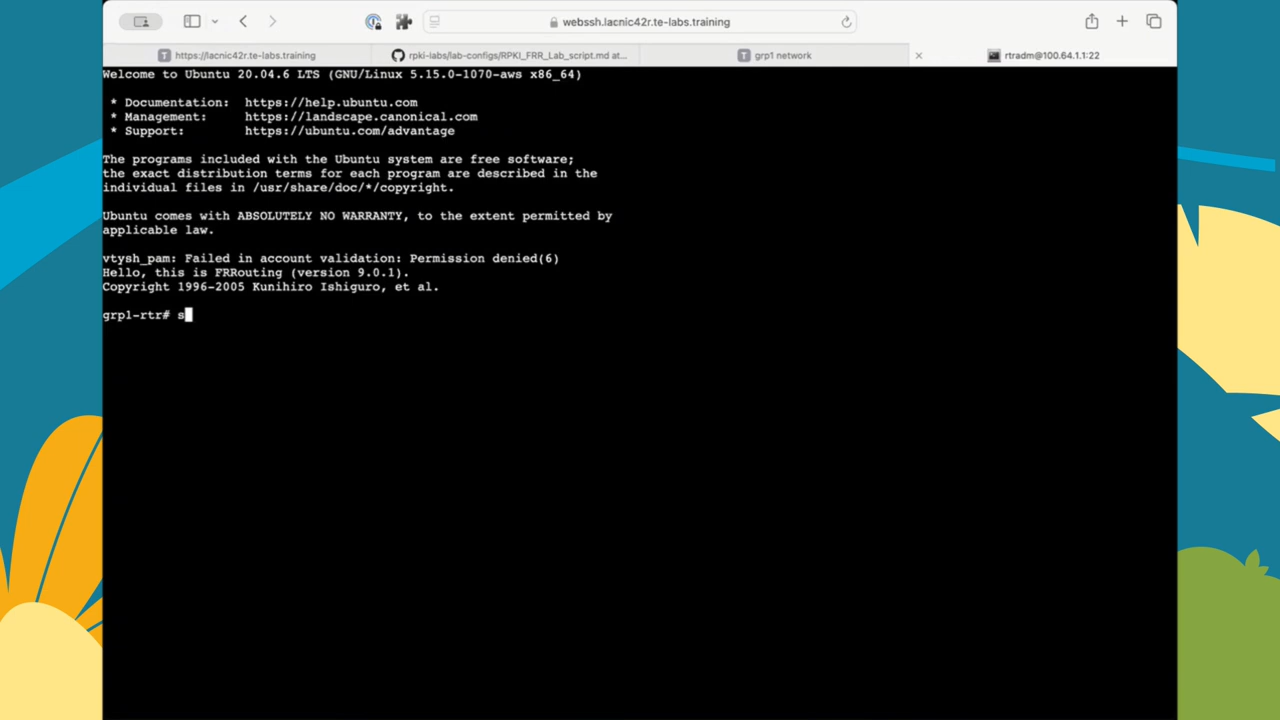 webssh.lacnic42r.te-labs.training
https://lacnic42r.te-labs.training
rpki-labs/lab-configs/RPKI_FRR_Lab_script.md at...
grp1 network
rtradm@100.64.1.1:22
Welcome to Ubuntu 20.04.6 LTS (GNU/Linux 5.15.0-1070-aws x86_64)
* Documentation: https://help.ubuntu.com
* Management: https://landscape.canonical.com
* Support: https://ubuntu.com/advantage
The programs included with the Ubuntu system are free software;
the exact distribution terms for each program are described in the
individual files in /usr/share/doc/*/copyright.
Ubuntu comes with ABSOLUTELY NO WARRANTY, to the extent permitted by
applicable law.
vtysh_pam: Failed in account validation: Permission denied(6)
Hello, this is FRRouting (version 9.0.1).
Copyright 1996-2005 Kunihiro Ishiguro, et al.
grp1-rtr# s